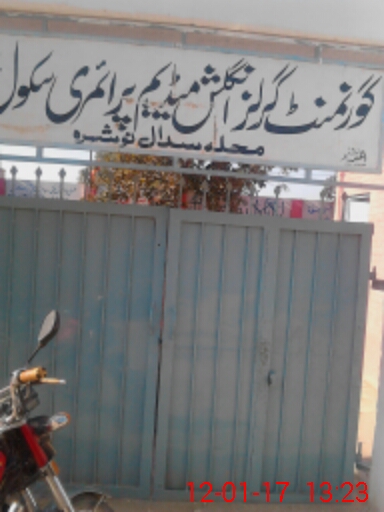 گورنمنٹ گرلز انگلش میڈیم پرائمری سکول
محلہ سدال نوشہرہ
12-01-17 13:23